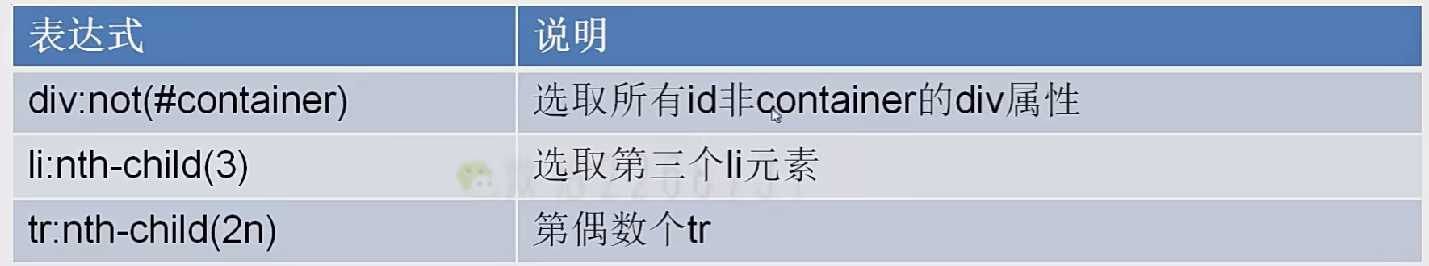 表达式 说明
div:not(#container) 选取所有id非container的div属性
li:nth-child(3) 选取第三个li元素
tr:nth-child(2n) 第偶数个tr